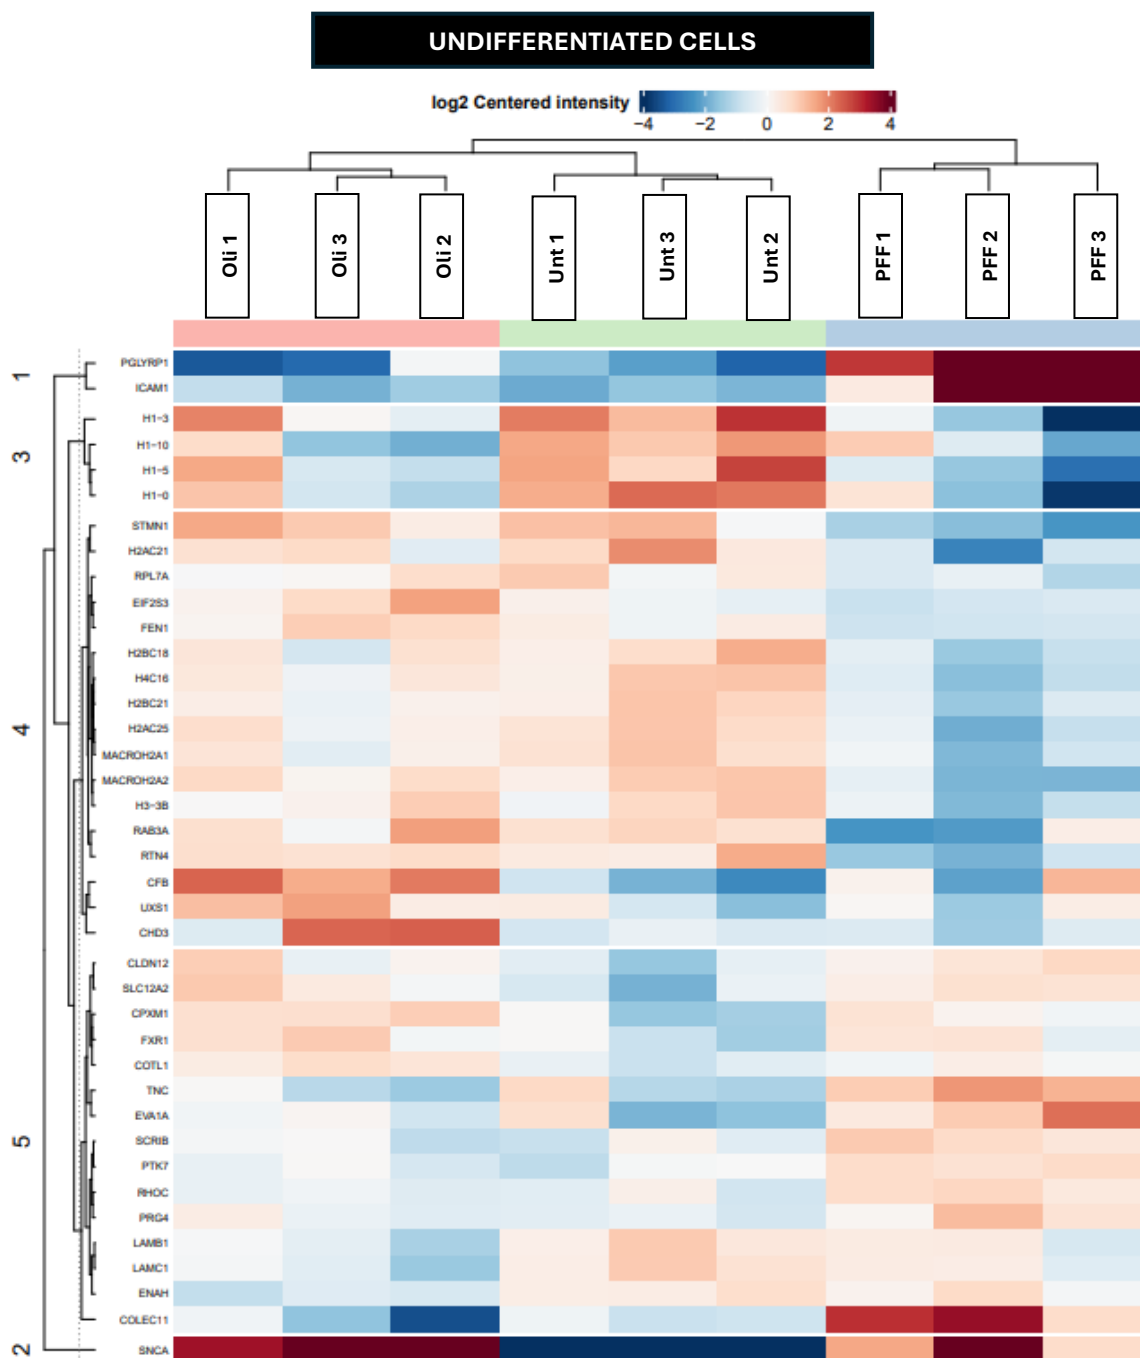 UNDIFFERENTIATED CELLS
log2 Centered intensity
−4 −2 0 2 4
Oli 1
Oli 3
Oli 2
Unt 1
Unt 3
Unt 2
PFF 1
PFF 2
PFF 3
1
PGLYRP1
ICAM1
3
H1−3
H1−10
H1−5
H1−0
4
STMN1
H2AC21
RPL7A
EIF2S3
FEN1
H2BC18
H4C16
H2BC21
H2AC25
MACROH2A1
MACROH2A2
H3−3B
RAB3A
RTN4
CFB
UXS1
CHD3
5
CLDN12
SLC12A2
CPXM1
FXR1
COTL1
TNC
EVA1A
SCRIB
PTK7
RHOC
PRG4
LAMB1
LAMC1
ENAH
COLEC11
2
SNCA